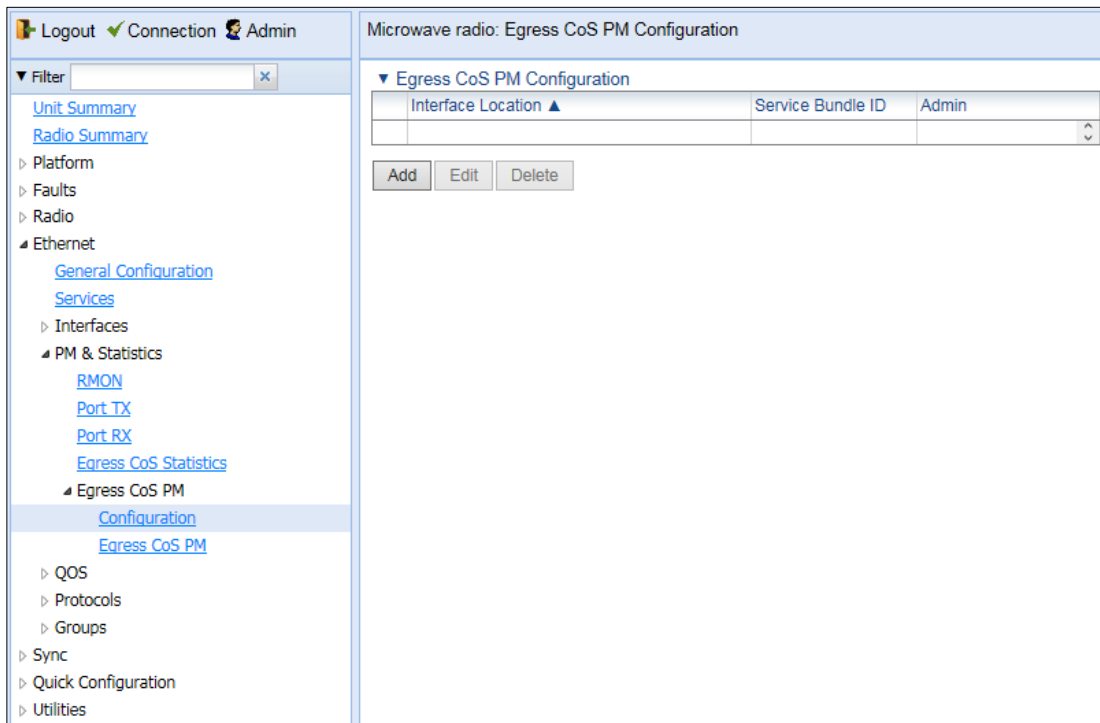 Logout Connection Admin
Filter
Unit Summary
Radio Summary
Platform
Faults
Radio
Ethernet
General Configuration
Services
Interfaces
PM & Statistics
RMON
Port TX
Port RX
Egress CoS Statistics
Egress CoS PM
Configuration
Egress CoS PM
QOS
Protocols
Groups
Sync
Quick Configuration
Utilities
Microwave radio: Egress CoS PM Configuration
Egress CoS PM Configuration
Interface Location ▲ Service Bundle ID Admin
Add Edit Delete